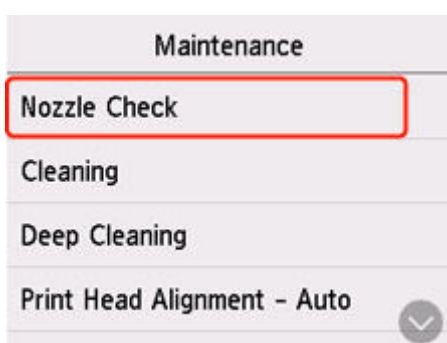 Maintenance
Nozzle Check
Cleaning
Deep Cleaning
Print Head Alignment – Auto